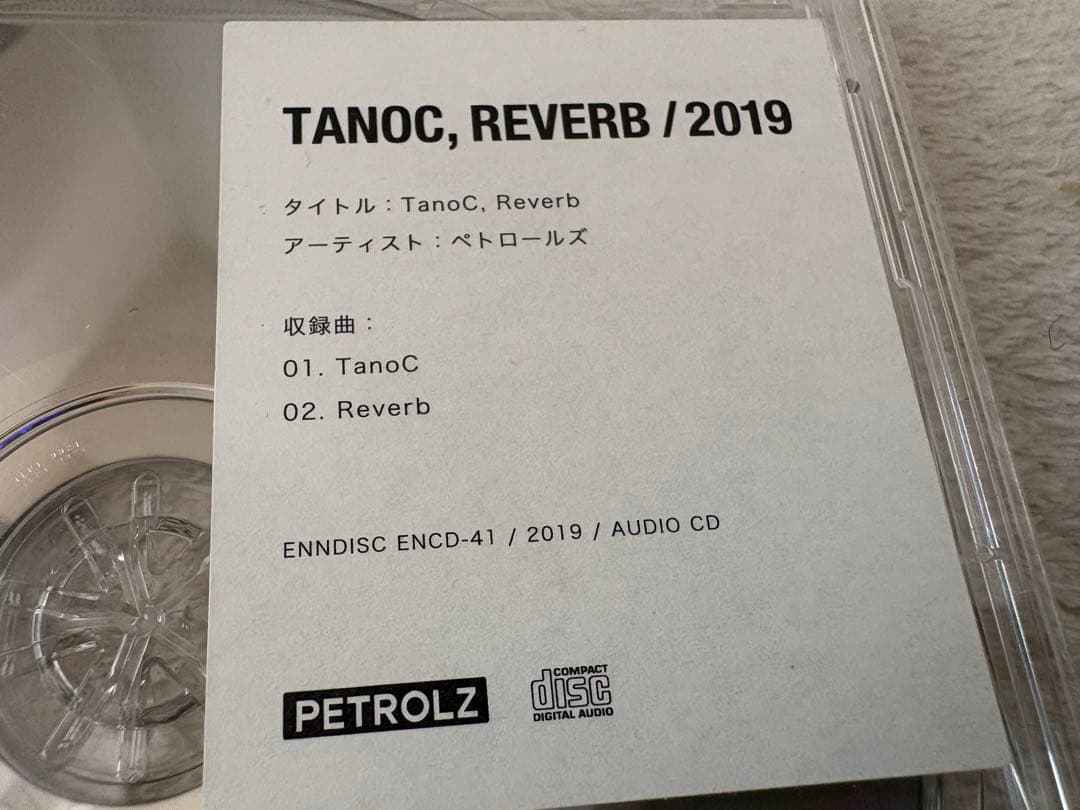 TANOC, REVERB / 2019
タイトル：TanoC, Reverb
アーティスト：ペトロールズ
収録曲：
01. TanoC
02. Reverb
ENNDISC ENCD-41 / 2019 / AUDIO CD
PETROLZ
COMPACT
disc
DIGITAL AUDIO